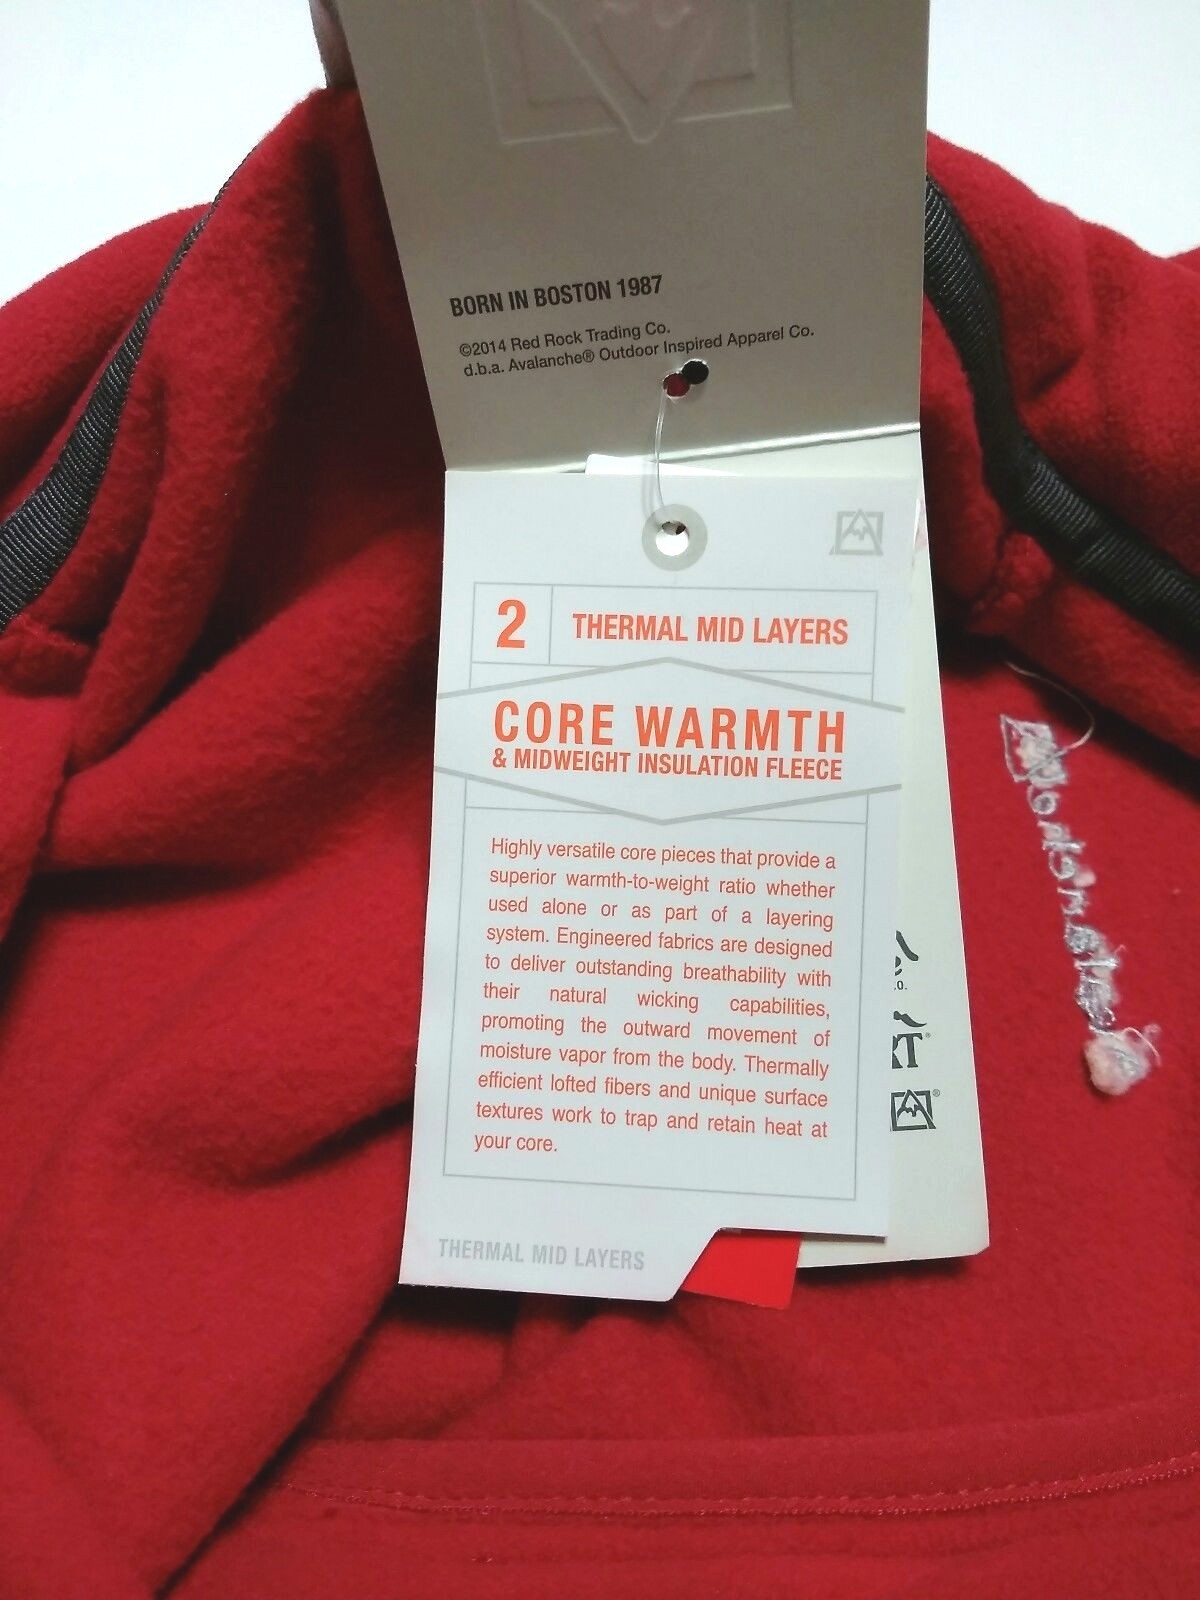 BORN IN BOSTON 1987
©2014 Red Rock Trading Co.
d.b.a. Avalanche® Outdoor Inspired Apparel Co.
2
THERMAL MID LAYERS
CORE WARMTH
& MIDWEIGHT INSULATION FLEECE
Highly versatile core pieces that provide a
superior warmth-to-weight ratio whether
used alone or as part of a layering
system. Engineered fabrics are designed
to deliver outstanding breathability with
their natural wicking capabilities,
promoting the outward movement of
moisture vapor from the body. Thermally
efficient lofted fibers and unique surface
textures work to trap and retain heat at
your core.
THERMAL MID LAYERS